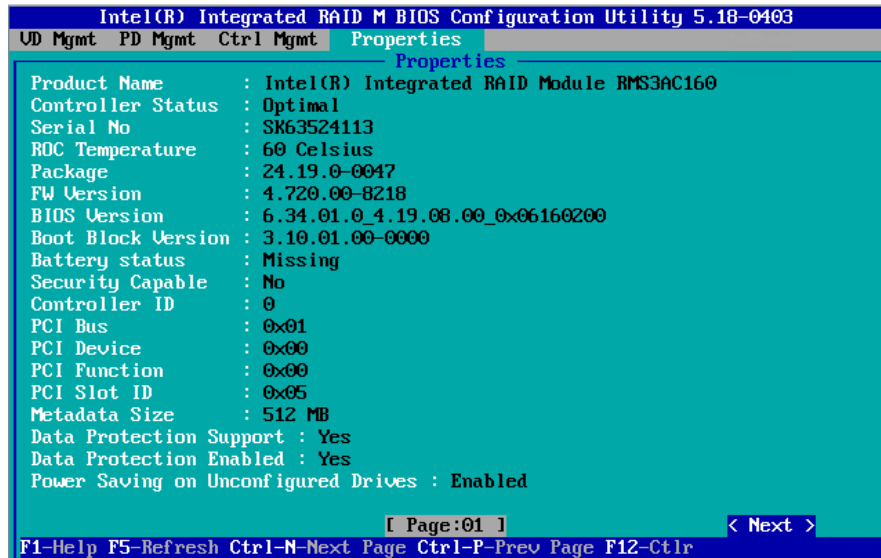 Intel(R) Integrated RAID M BIOS Configuration Utility 5.18-0403
VD Mgmt PD Mgmt Ctrl Mgmt Properties
Properties
Product Name : Intel(R) Integrated RAID Module RMS3AC160
Controller Status : Optimal
Serial No : SK63524113
ROC Temperature : 60 Celsius
Package : 24.19.0-0047
FW Version : 4.720.00-8218
BIOS Version : 6.34.01.0_4.19.08.00_0x06160200
Boot Block Version : 3.10.01.00-0000
Battery status : Missing
Security Capable : No
Controller ID : 0
PCI Bus : 0x01
PCI Device : 0x00
PCI Function : 0x00
PCI Slot ID : 0x05
Metadata Size : 512 MB
Data Protection Support : Yes
Data Protection Enabled : Yes
Power Saving on Unconfigured Drives : Enabled
[ Page:01 ] < Next >
F1-Help F5-Refresh Ctrl-N-Next Page Ctrl-P-Prev Page F12-Ctlr